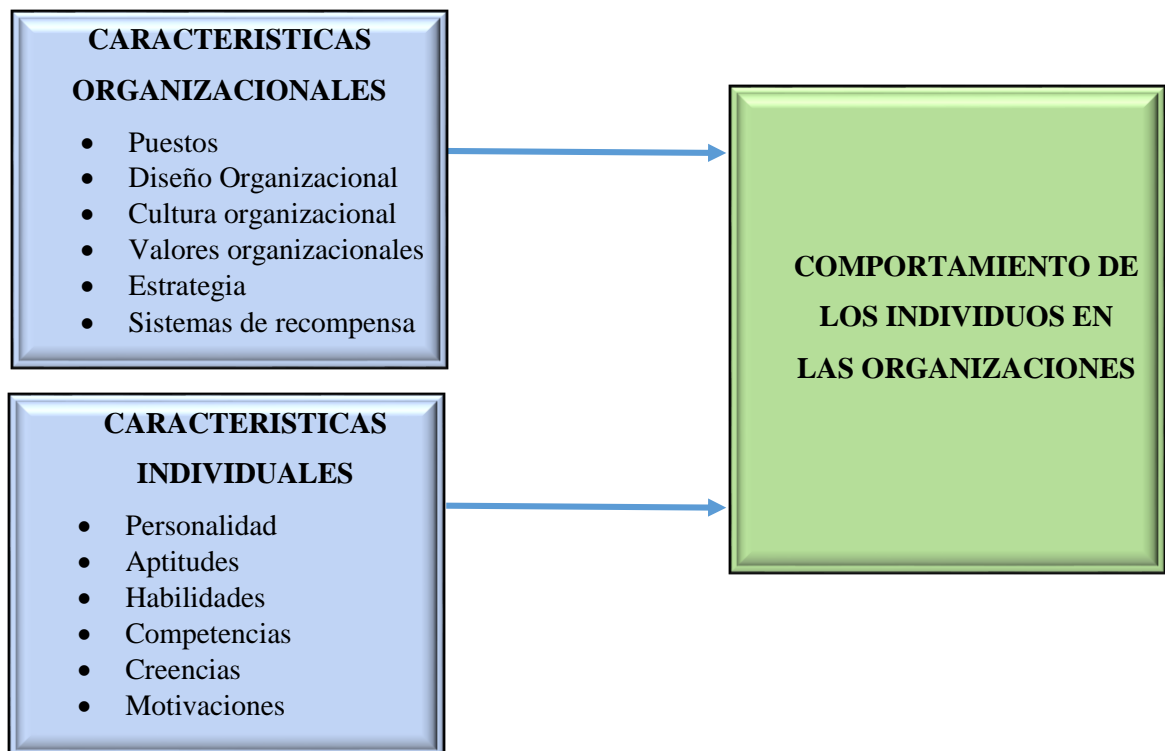 CARACTERISTICAS
ORGANIZACIONALES
• Puestos
• Diseño Organizacional
• Cultura organizacional
• Valores organizacionales
• Estrategia
• Sistemas de recompensa
CARACTERISTICAS
INDIVIDUALES
• Personalidad
• Aptitudes
• Habilidades
• Competencias
• Creencias
• Motivaciones
COMPORTAMIENTO DE
LOS INDIVIDUOS EN
LAS ORGANIZACIONES